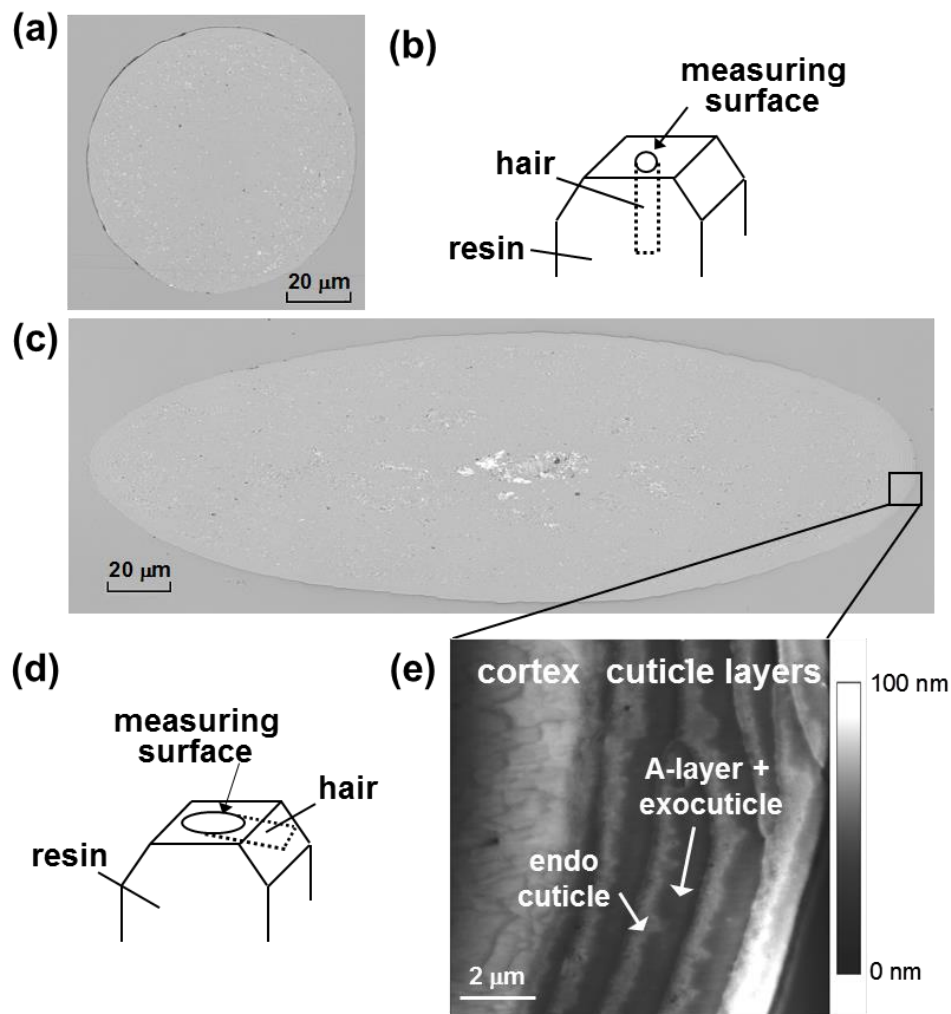 (a)
20 μm
(b)
measuring
surface
hair
resin
(c)
20 μm
(d)
measuring
surface
hair
resin
(e)
cortex
cuticle layers
A-layer +
exocuticle
endo
cuticle
2 μm
100 nm
0 nm